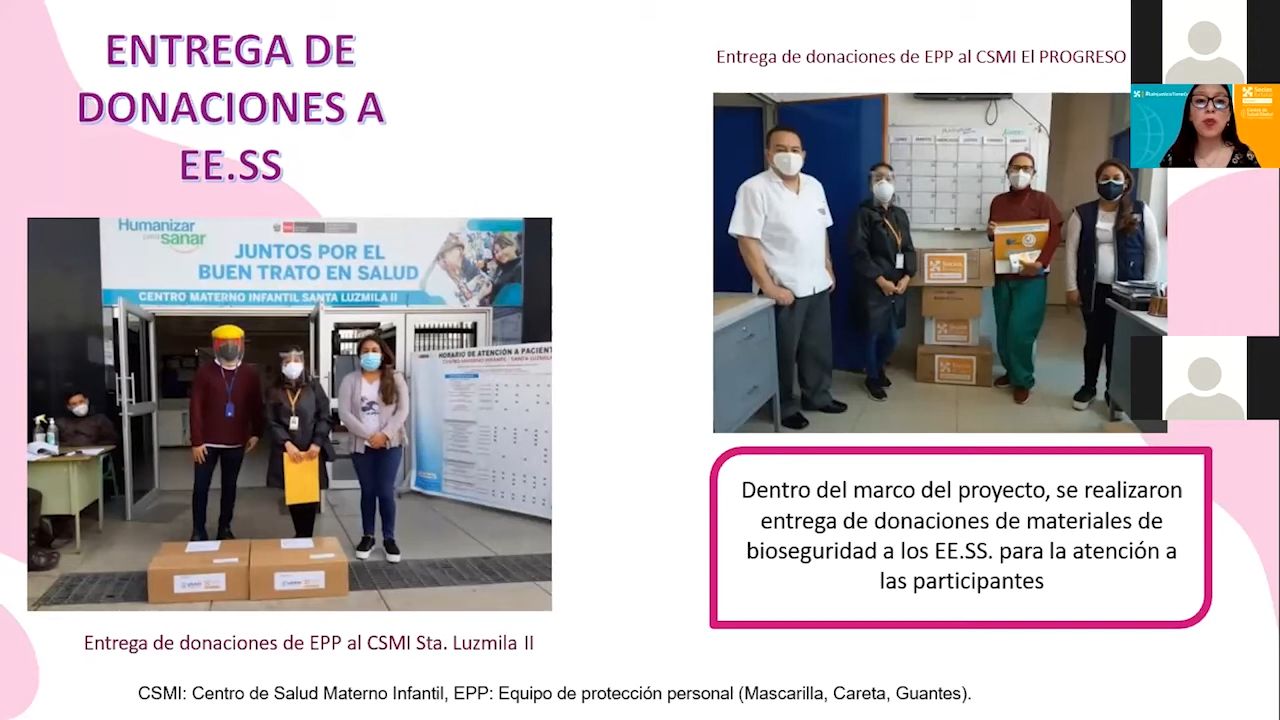 ENTREGA DE
DONACIONES A
EE.SS
Entrega de donaciones de EPP al CSMI El PROGRESO
Socios
Humanizar
para sanar
JUNTOS POR EL
BUEN TRATO EN SALUD
CENTRO MATERNO INFANTIL SANTA LUZMILA II
HORARIO DE ATENCIÓN A PACIENT
Socios
Socios
Dentro del marco del proyecto, se realizaron
entrega de donaciones de materiales de
bioseguridad a los EE.SS. para la atención a
las participantes
Entrega de donaciones de EPP al CSMI Sta. Luzmila II
CSMI: Centro de Salud Materno Infantil, EPP: Equipo de protección personal (Mascarilla, Careta, Guantes).